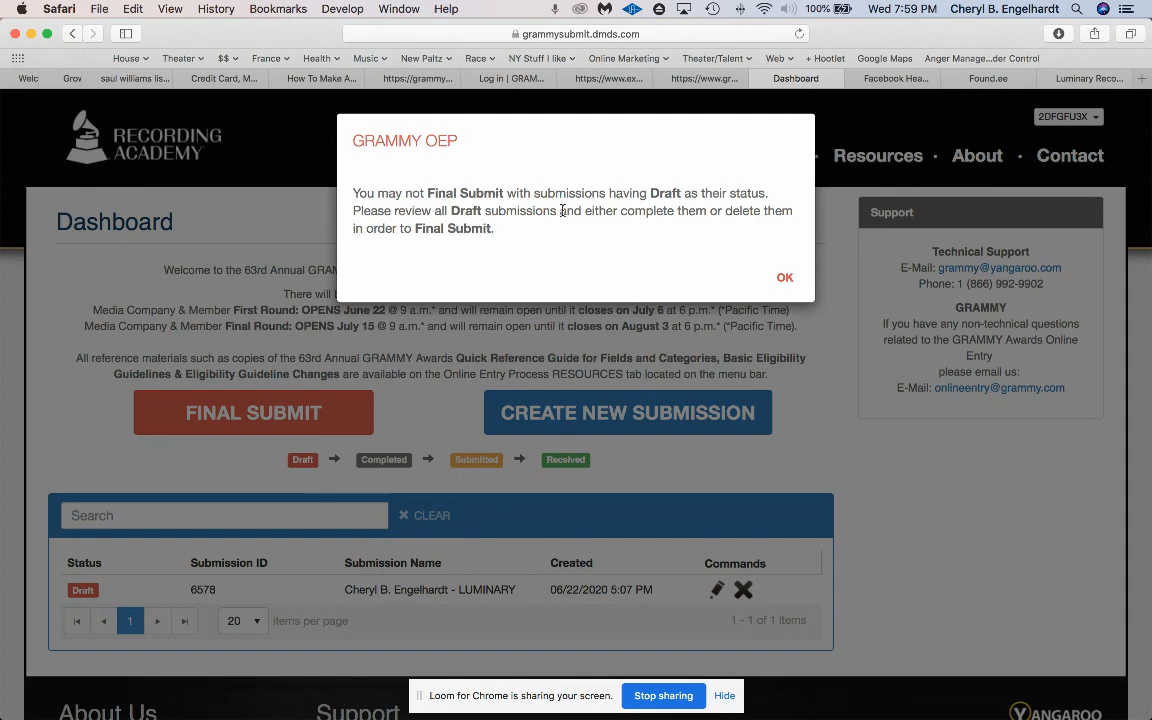 Safari File Edit View History Bookmarks Develop Window Help 100% Wed 7:59 PM Cheryl B. Engelhardt
grammysubmit.dmds.com
House Theater $$ France Health Music New Paltz Race NY Stuff I like Online Marketing Theater/Talent Web + Hootlet Google Maps Anger Manage...der Control
Welc Grov saul williams lis... Credit Card, M... How To Make A... https://grammy... Log in | GRAM... https://www.ex... https://www.gr... Dashboard Facebook Hea... Found.ee Luminary Reco...
2DFGFU3X
RECORDING
ACADEMY
· Resources · About · Contact
GRAMMY OEP
You may not Final Submit with submissions having Draft as their status.
Please review all Draft submissions and either complete them or delete them
in order to Final Submit.
OK
Dashboard
Welcome to the 63rd Annual GRAM
There will
Media Company & Member First Round: OPENS June 22 @ 9 a.m.* and will remain open until it closes on July 6 at 6 p.m.* (*Pacific Time)
Media Company & Member Final Round: OPENS July 15 @ 9 a.m.* and will remain open until it closes on August 3 at 6 p.m.* (*Pacific Time).
All reference materials such as copies of the 63rd Annual GRAMMY Awards Quick Reference Guide for Fields and Categories, Basic Eligibility
Guidelines & Eligibility Guideline Changes are available on the Online Entry Process RESOURCES tab located on the menu bar.
FINAL SUBMIT CREATE NEW SUBMISSION
Draft Completed Submitted Received
Search CLEAR
Status Submission ID Submission Name Created Commands
Draft 6578 Cheryl B. Engelhardt - LUMINARY 06/22/2020 5:07 PM
1 20 items per page 1 - 1 of 1 items
Support
Technical Support
E-Mail: grammy@yangaroo.com
Phone: 1 (866) 992-9902
GRAMMY
If you have any non-technical questions
related to the GRAMMY Awards Online
Entry
please email us:
E-Mail: onlineentry@grammy.com
Loom for Chrome is sharing your screen. Stop sharing Hide
About Us Support YANGAROO